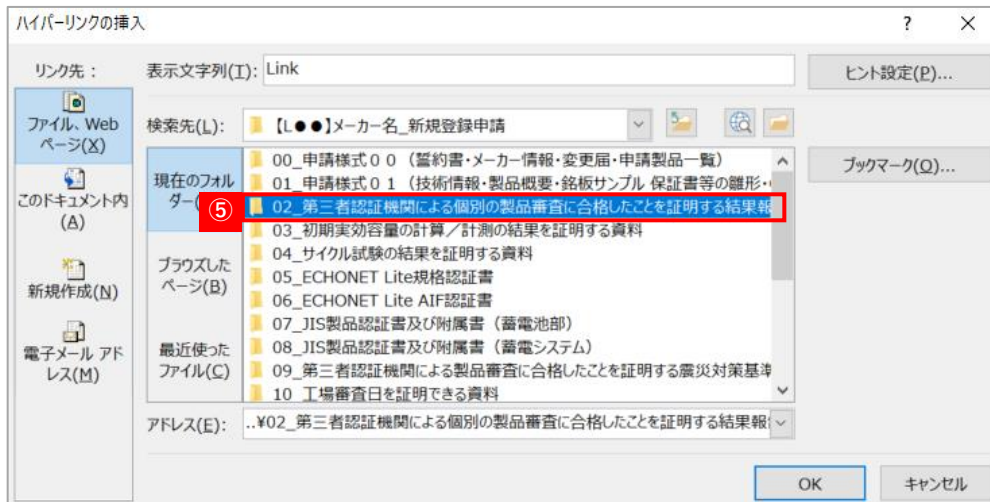 ハイパーリンクの挿入
?
×
リンク先：
表示文字列(T):
Link
ヒント設定(P)...
ファイル、Web
ページ(X)
検索先(L):
【L●●】メーカー名_新規登録申請
ブックマーク(O)...
現在のフォル
ダー(
⑤
00_申請様式００（誓約書・メーカー情報・変更届・申請製品一覧）
01_申請様式０１（技術情報・製品概要・銘板サンプル 保証書等の雛形・
02_第三者認証機関による個別の製品審査に合格したことを証明する結果報
03_初期実効容量の計算／計測の結果を証明する資料
04_サイクル試験の結果を証明する資料
05_ECHONET Lite規格認証書
06_ECHONET Lite AIF認証書
07_JIS製品認証書及び附属書（蓄電池部）
08_JIS製品認証書及び附属書（蓄電システム）
09_第三者認証機関による製品審査に合格したことを証明する震災対策基準
10_工場審査日を証明できる資料
このドキュメント内
(A)
ブラウズした
ページ(B)
新規作成(N)
最近使った
ファイル(C)
電子メール アド
レス(M)
アドレス(E):
..¥02_第三者認証機関による個別の製品審査に合格したことを証明する結果報
OK
キャンセル